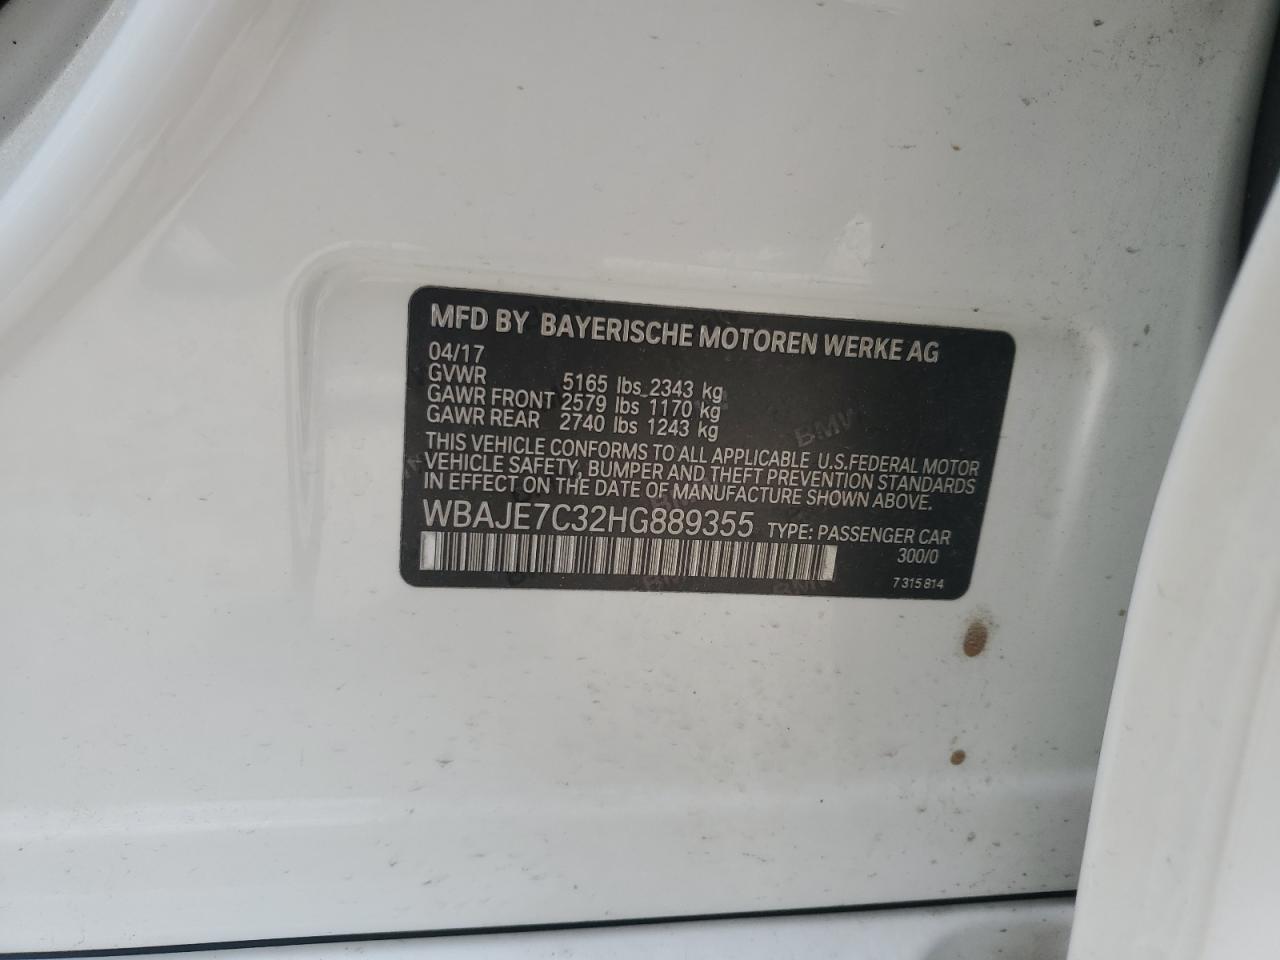 MFD BY BAYERISCHE MOTOREN WERKE AG
04/17
GVWR 5165 lbs 2343 kg
GAWR FRONT 2579 lbs 1170 kg
GAWR REAR 2740 lbs 1243 kg
THIS VEHICLE CONFORMS TO ALL APPLICABLE U.S.FEDERAL MOTOR
VEHICLE SAFETY, BUMPER AND THEFT PREVENTION STANDARDS
IN EFFECT ON THE DATE OF MANUFACTURE SHOWN ABOVE.
WBAJE7C32HG889355 TYPE: PASSENGER CAR
300/0
7 315 814